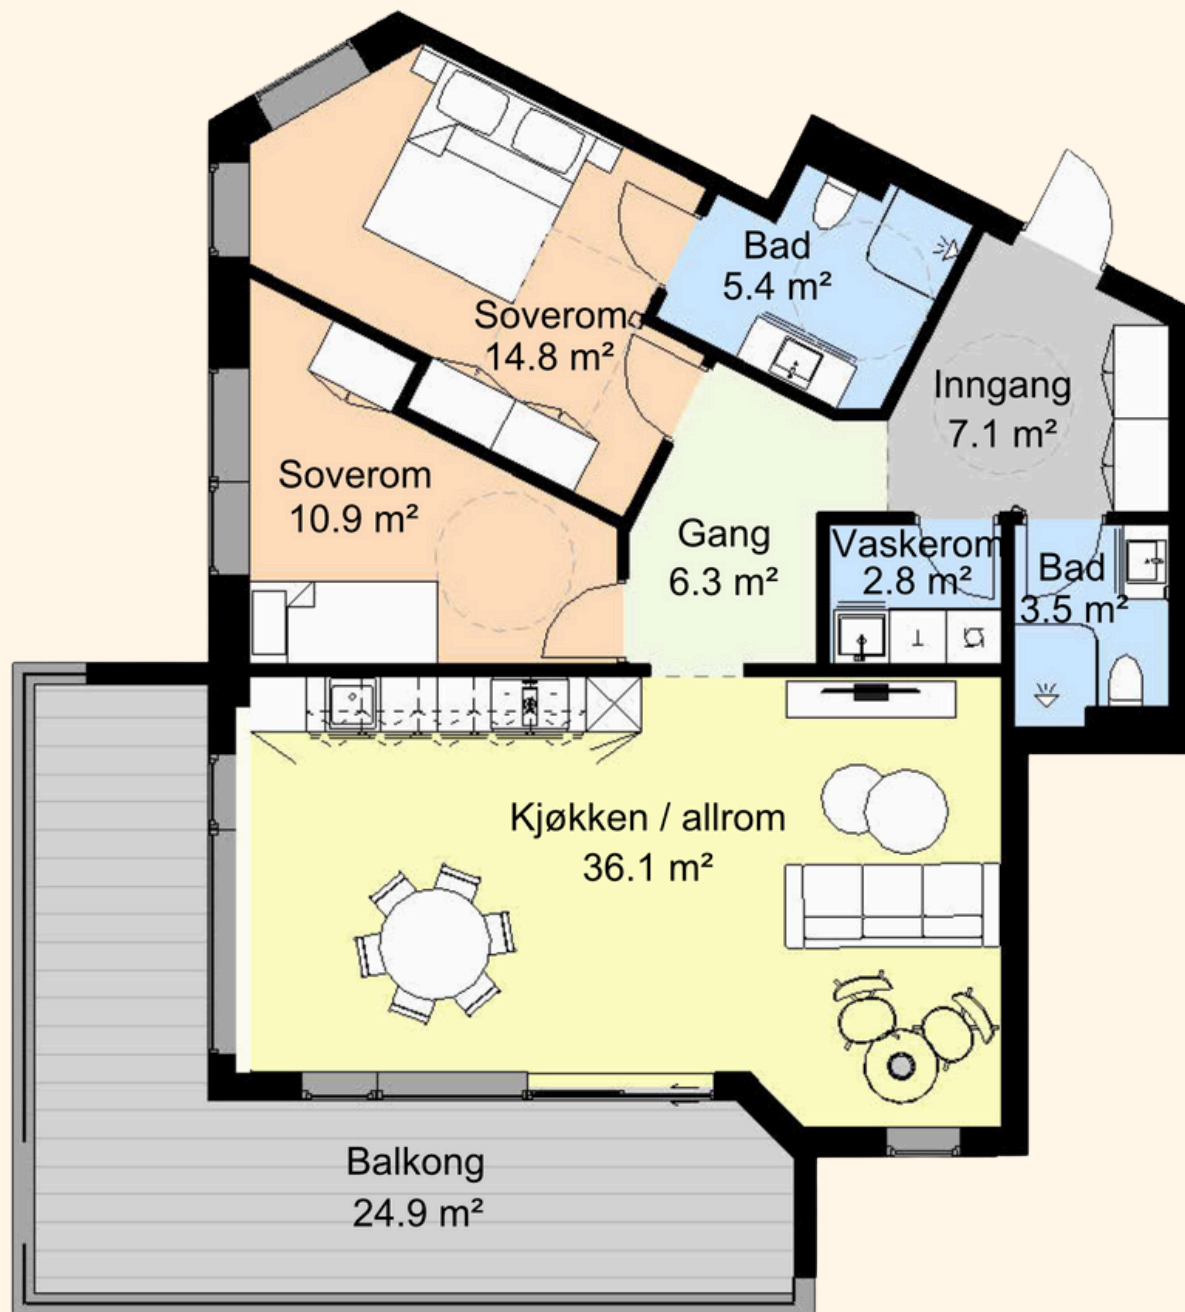 Bad
5.4 m²
Soverom
14.8 m²
Inngang
7.1 m²
Soverom
10.9 m²
Gang
6.3 m²
Vaskerom
2.8 m²
Bad
3.5 m²
Kjøkken / allrom
36.1 m²
Balkong
24.9 m²